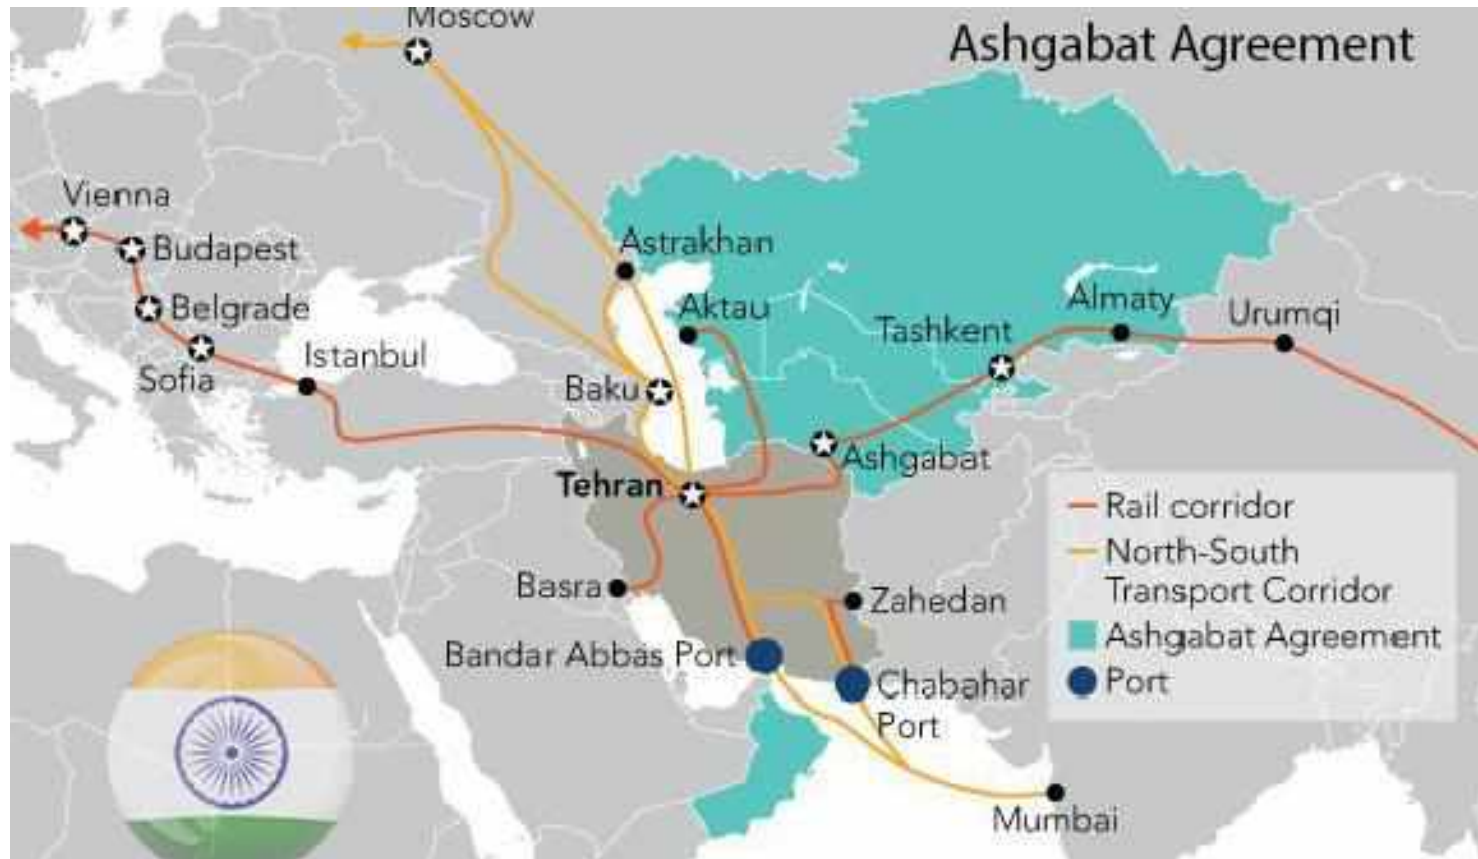 Moscow
Ashgabat Agreement
Vienna
Budapest
Belgrade
Sofia
Istanbul
Astrakhan
Aktau
Baku
Tashkent
Almaty
Urumqi
Ashgabat
Tehran
Basra
Zahedan
Bandar Abbas Port
Chabahar
Port
Mumbai
Rail corridor
North-South
Transport Corridor
Ashgabat Agreement
Port